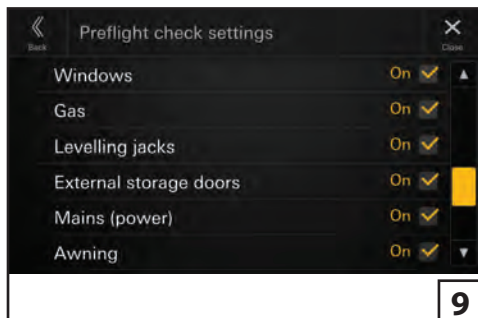 Preflight check settings
Back
Close
Windows On
Gas On
Levelling jacks On
External storage doors On
Mains (power) On
Awning On
9